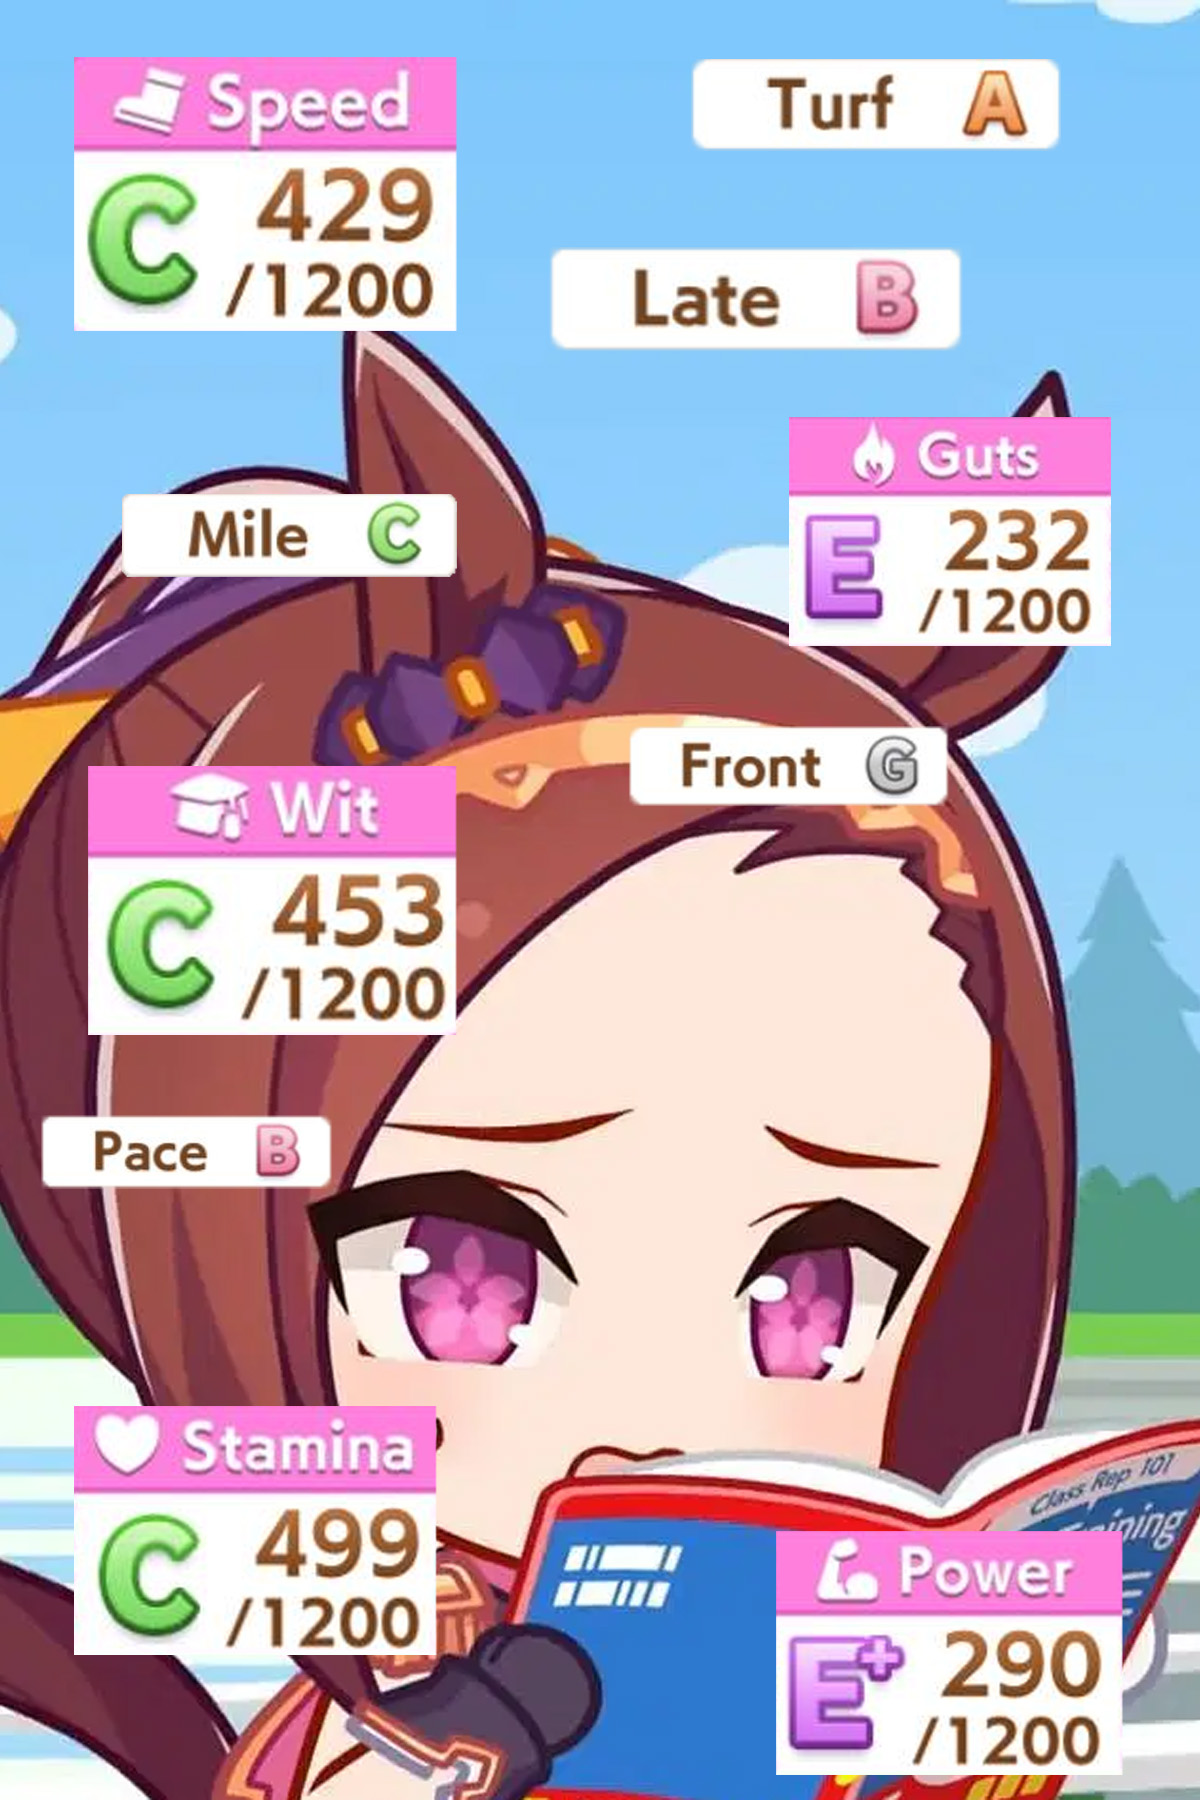 Speed
C 429
/1200
Turf A
Late B
Guts
E 232
/1200
Mile C
Front G
Wit
C 453
/1200
Pace B
Stamina
C 499
/1200
Class Rep 101
Power
E+ 290
/1200